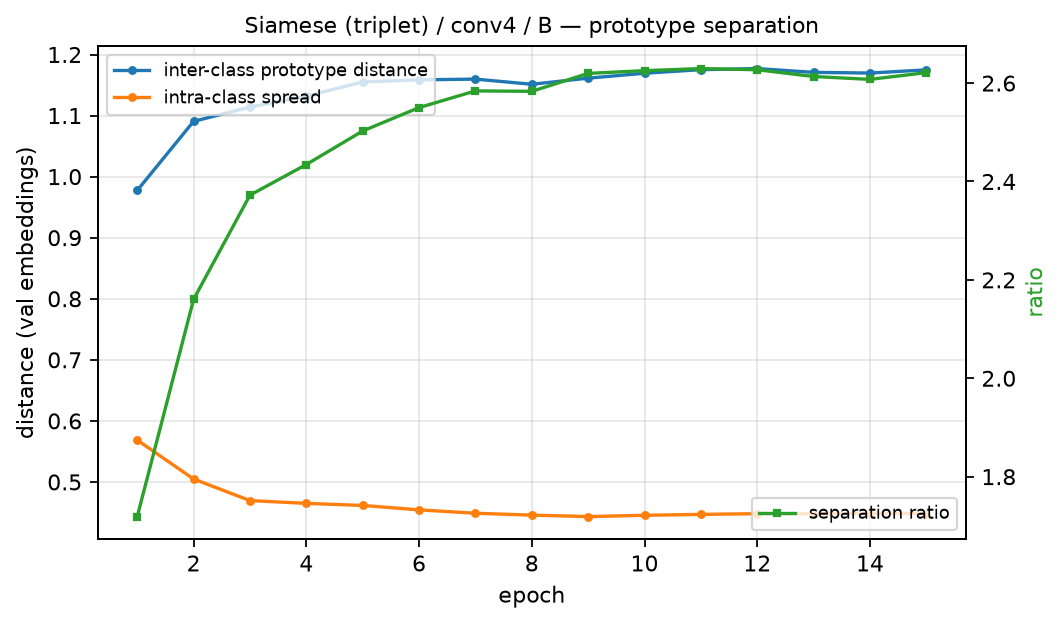 Siamese (triplet) / conv4 / B — prototype separation
inter-class prototype distance
intra-class spread
1.2
1.1
1.0
0.9
0.8
0.7
0.6
0.5
distance (val embeddings)
2.6
2.4
2.2
2.0
1.8
ratio
separation ratio
2
4
6
8
10
12
14
epoch